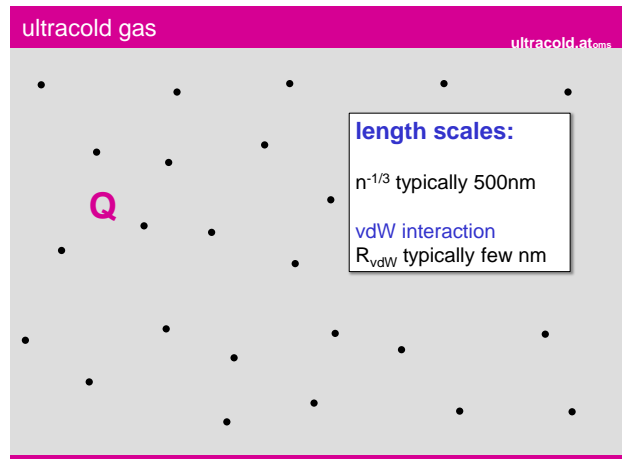 ultracold gas
ultracold.atoms
length scales:
n-1/3 typically 500nm
Q
vdW interaction
RvdW typically few nm